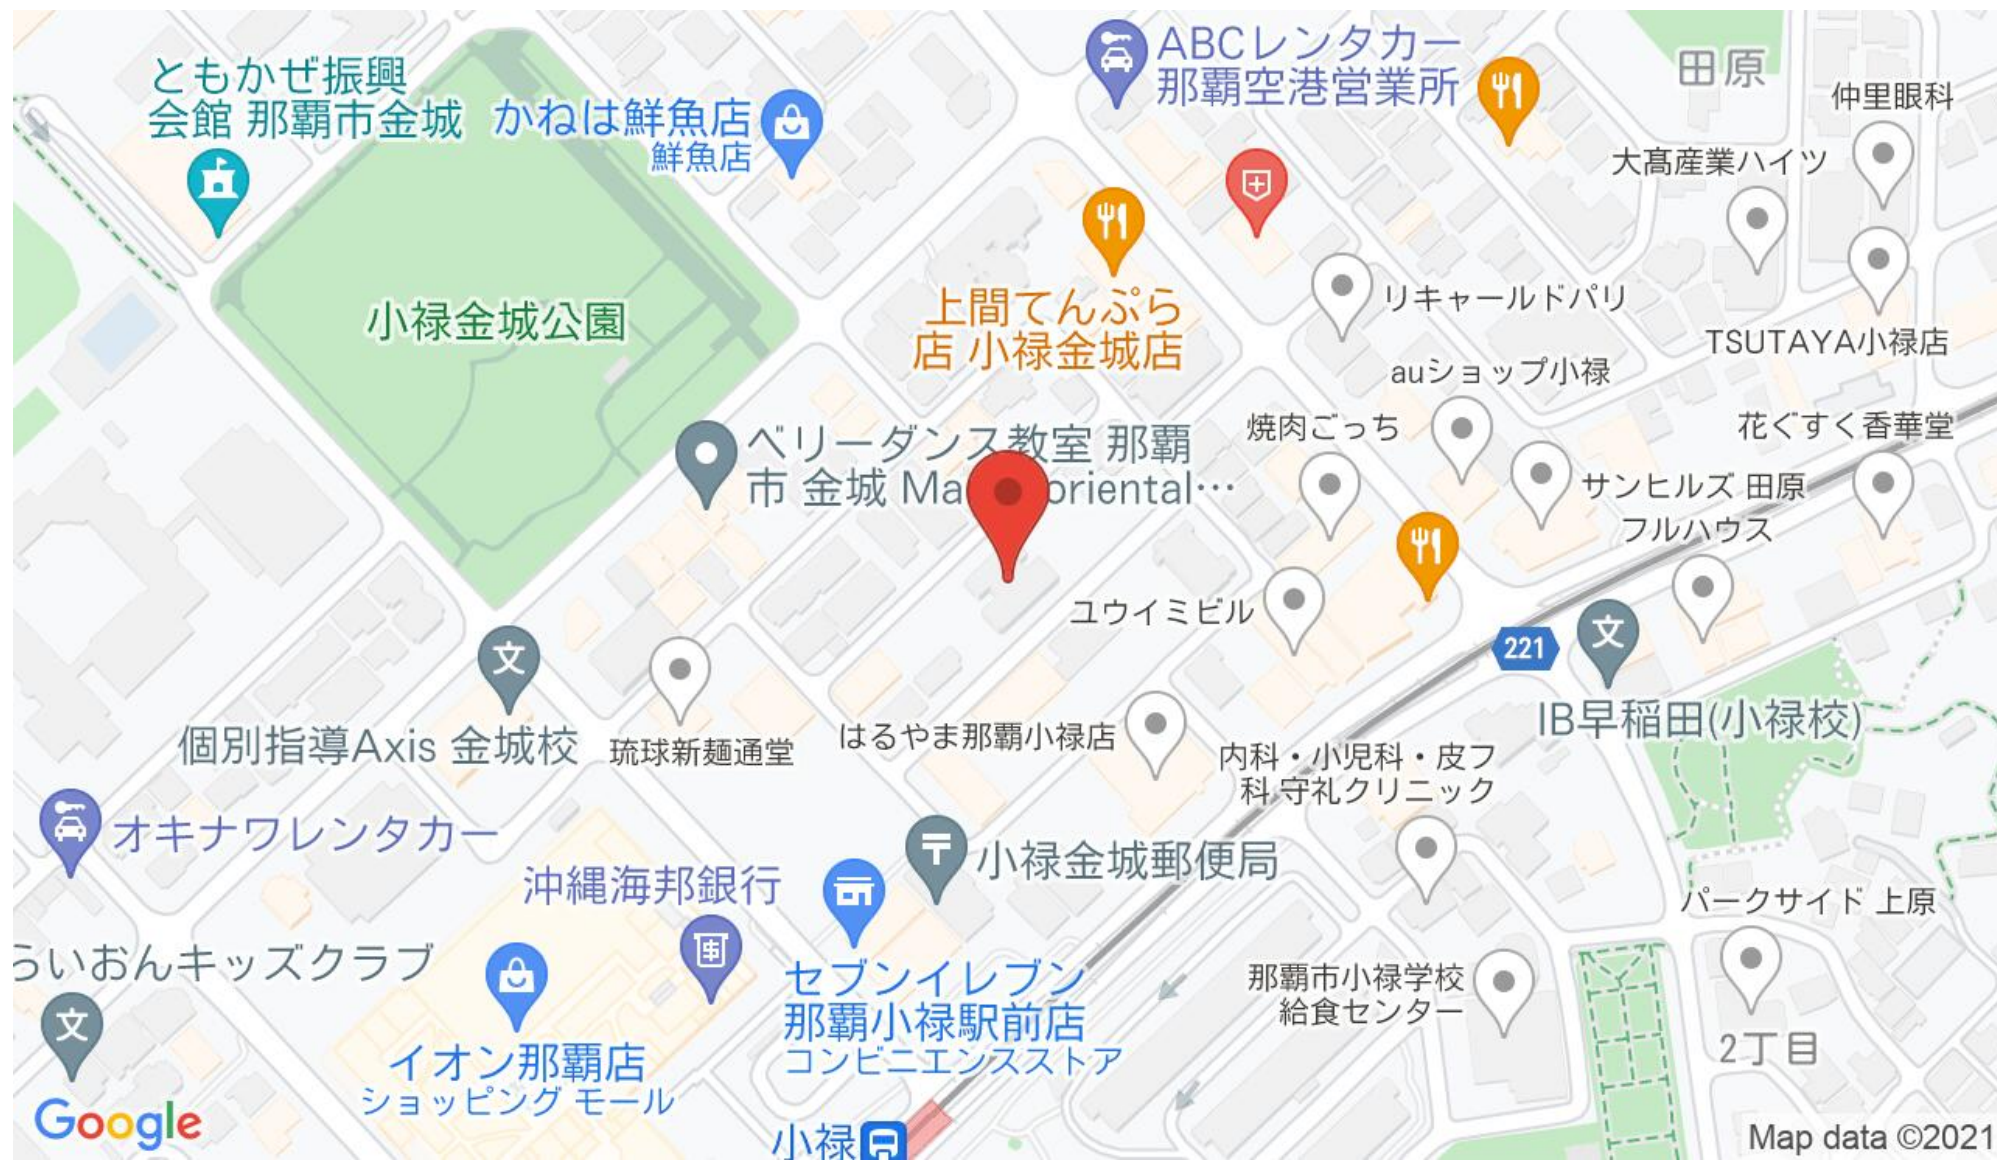 ともかぜ振興
会館 那覇市金城
かねは鮮魚店
鮮魚店
ABCレンタカー
那覇空港営業所
田原
仲里眼科
大髙産業ハイツ
小禄金城公園
上間てんぷら
店 小禄金城店
リキャールドパリ
TSUTAYA小禄店
auショップ小禄
焼肉ごっち
花ぐすく香華堂
ベリーダンス教室 那覇
市 金城 Ma oriental…
サンヒルズ 田原
フルハウス
ユウイミビル
221
文
文
個別指導Axis 金城校
琉球新麺通堂
はるやま那覇小禄店
IB早稲田(小禄校)
内科・小児科・皮フ
科 守礼クリニック
オキナワレンタカー
沖縄海邦銀行
〒
小禄金城郵便局
パークサイド 上原
らいおんキッズクラブ
文
イオン那覇店
ショッピング モール
セブンイレブン
那覇小禄駅前店
コンビニエンスストア
那覇市小禄学校
給食センター
2丁目
小禄
Google
Map data ©2021